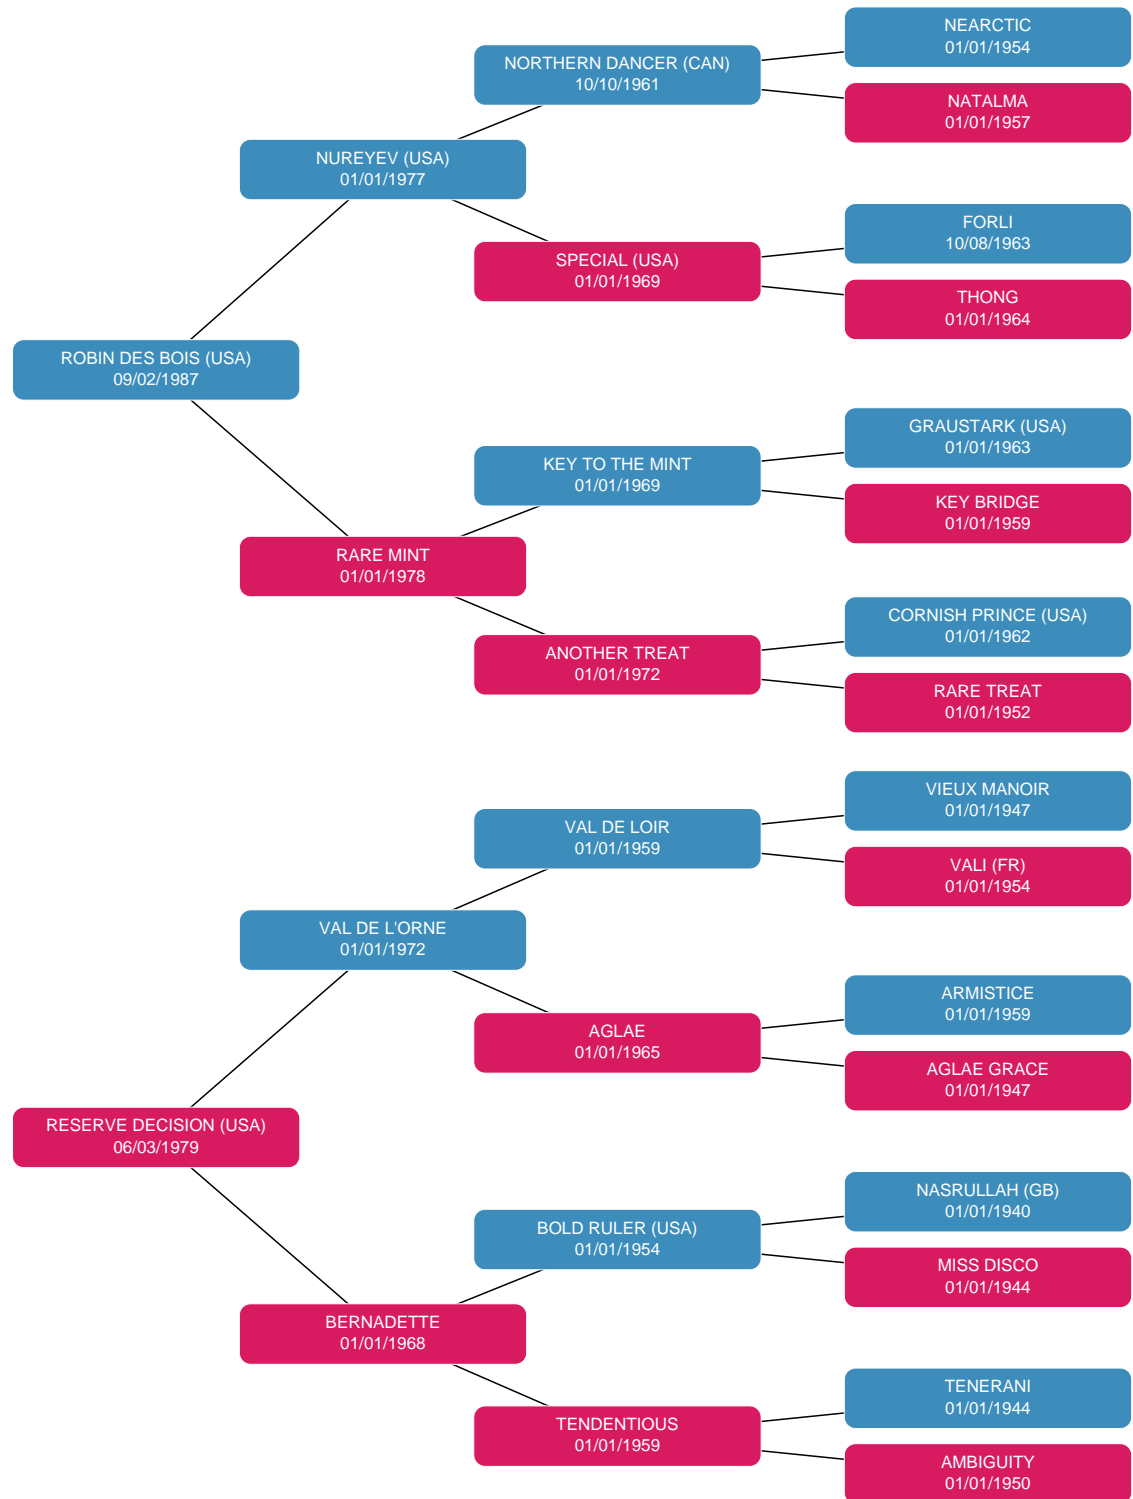 NEARCTIC
01/01/1954
NORTHERN DANCER (CAN)
10/10/1961
NATALMA
01/01/1957
NUREYEV (USA)
01/01/1977
FORLI
10/08/1963
SPECIAL (USA)
01/01/1969
THONG
01/01/1964
ROBIN DES BOIS (USA)
09/02/1987
GRAUSTARK (USA)
01/01/1963
KEY TO THE MINT
01/01/1969
KEY BRIDGE
01/01/1959
RARE MINT
01/01/1978
CORNISH PRINCE (USA)
01/01/1962
ANOTHER TREAT
01/01/1972
RARE TREAT
01/01/1952
VIEUX MANOIR
01/01/1947
VAL DE LOIR
01/01/1959
VALI (FR)
01/01/1954
VAL DE L'ORNE
01/01/1972
ARMISTICE
01/01/1959
AGLAE
01/01/1965
AGLAE GRACE
01/01/1947
RESERVE DECISION (USA)
06/03/1979
NASRULLAH (GB)
01/01/1940
BOLD RULER (USA)
01/01/1954
MISS DISCO
01/01/1944
BERNADETTE
01/01/1968
TENERANI
01/01/1944
TENDENTIOUS
01/01/1959
AMBIGUITY
01/01/1950